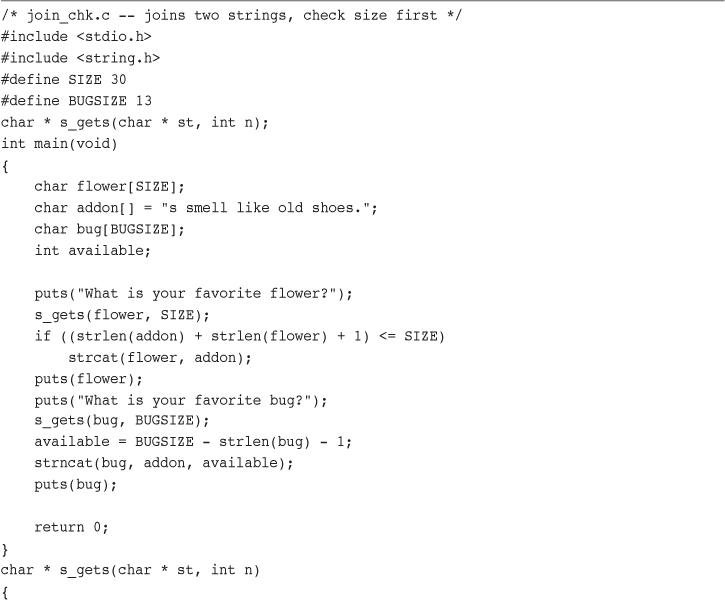 /* join_chk.c -- joins two strings, check size first */
#include <stdio.h>
#include <string.h>
#define SIZE 30
#define BUGSIZE 13
char * s_gets(char * st, int n);
int main(void)
{
    char flower[SIZE];
    char addon[] = "s smell like old shoes.";
    char bug[BUGSIZE];
    int available;

    puts("What is your favorite flower?");
    s_gets(flower, SIZE);
    if ((strlen(addon) + strlen(flower) + 1) <= SIZE)
        strcat(flower, addon);
    puts(flower);
    puts("What is your favorite bug?");
    s_gets(bug, BUGSIZE);
    available = BUGSIZE - strlen(bug) - 1;
    strncat(bug, addon, available);
    puts(bug);

    return 0;
}
char * s_gets(char * st, int n)
{